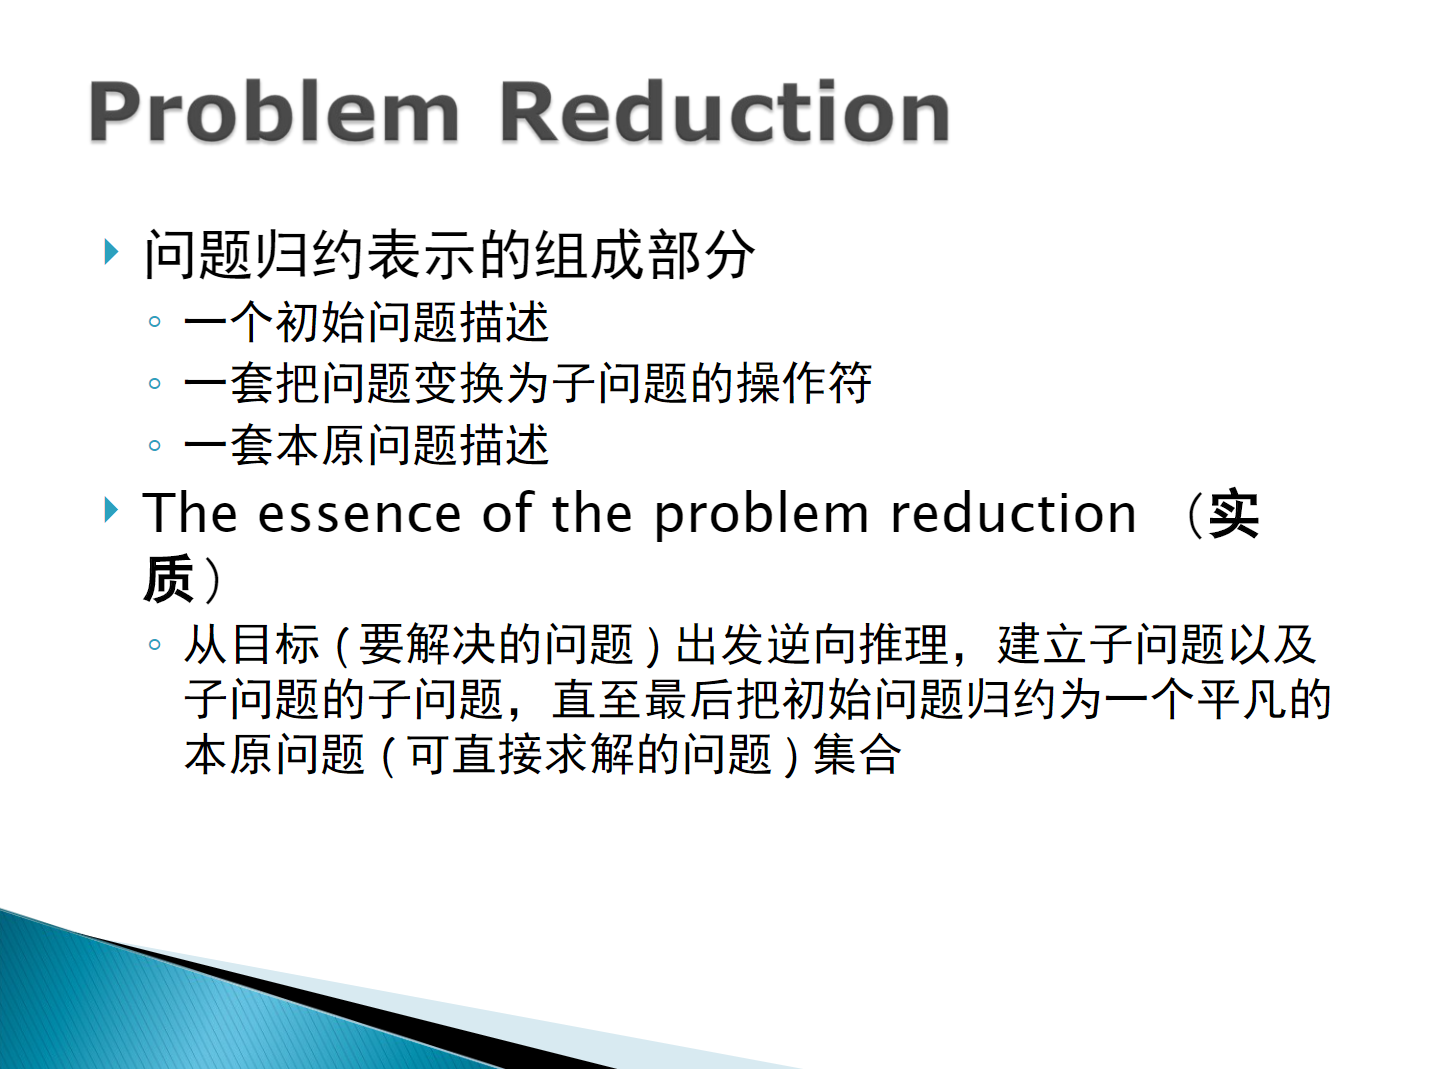 Problem Reduction
问题归约表示的组成部分
一个初始问题描述
一套把问题变换为子问题的操作符
一套本原问题描述
The essence of the problem reduction （实
质）
从目标(要解决的问题)出发逆向推理，建立子问题以及
子问题的子问题，直至最后把初始问题归约为一个平凡的
本原问题(可直接求解的问题)集合